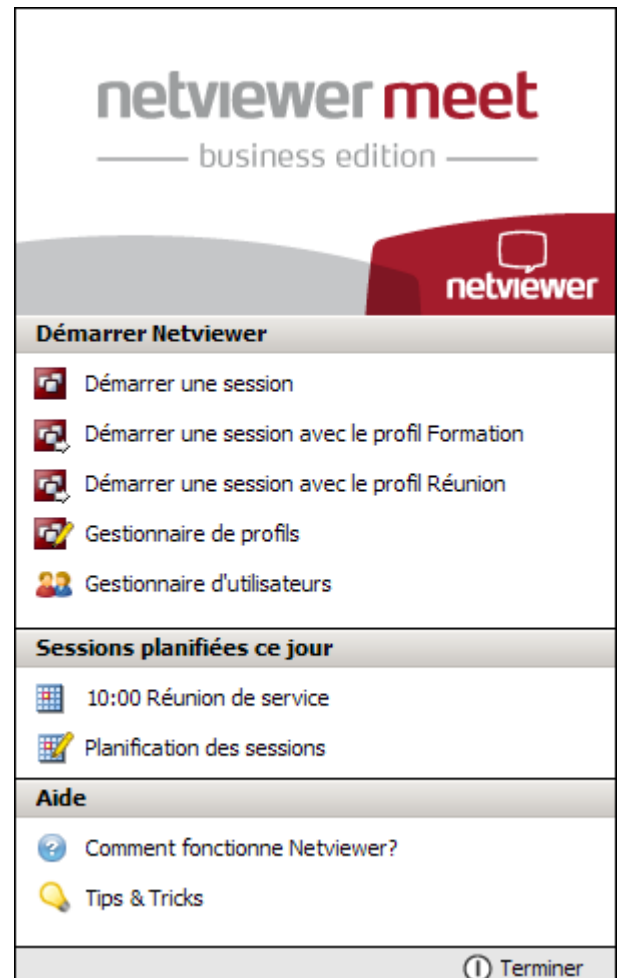 netviewer meet
business edition
netviewer
Démarrer Netviewer
Démarrer une session
Démarrer une session avec le profil Formation
Démarrer une session avec le profil Réunion
Gestionnaire de profils
Gestionnaire d'utilisateurs
Sessions planifiées ce jour
10:00 Réunion de service
Planification des sessions
Aide
Comment fonctionne Netviewer?
Tips & Tricks
Terminer